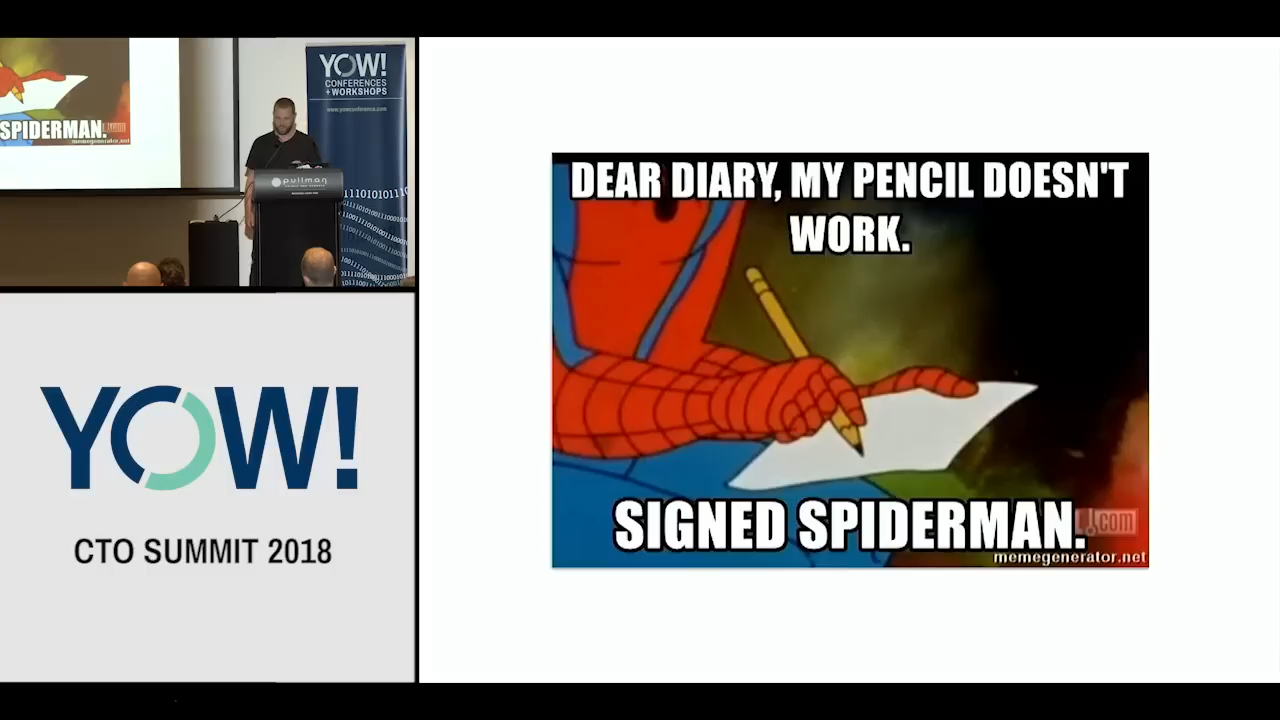 SPIDERMAN.
memegenerator.net
YOW!
CONFERENCES
+WORKSHOPS
www.yowconference.com
pullman
YOW!
CTO SUMMIT 2018
DEAR DIARY, MY PENCIL DOESN'T
WORK.
SIGNED SPIDERMAN.
.com
memegenerator.net